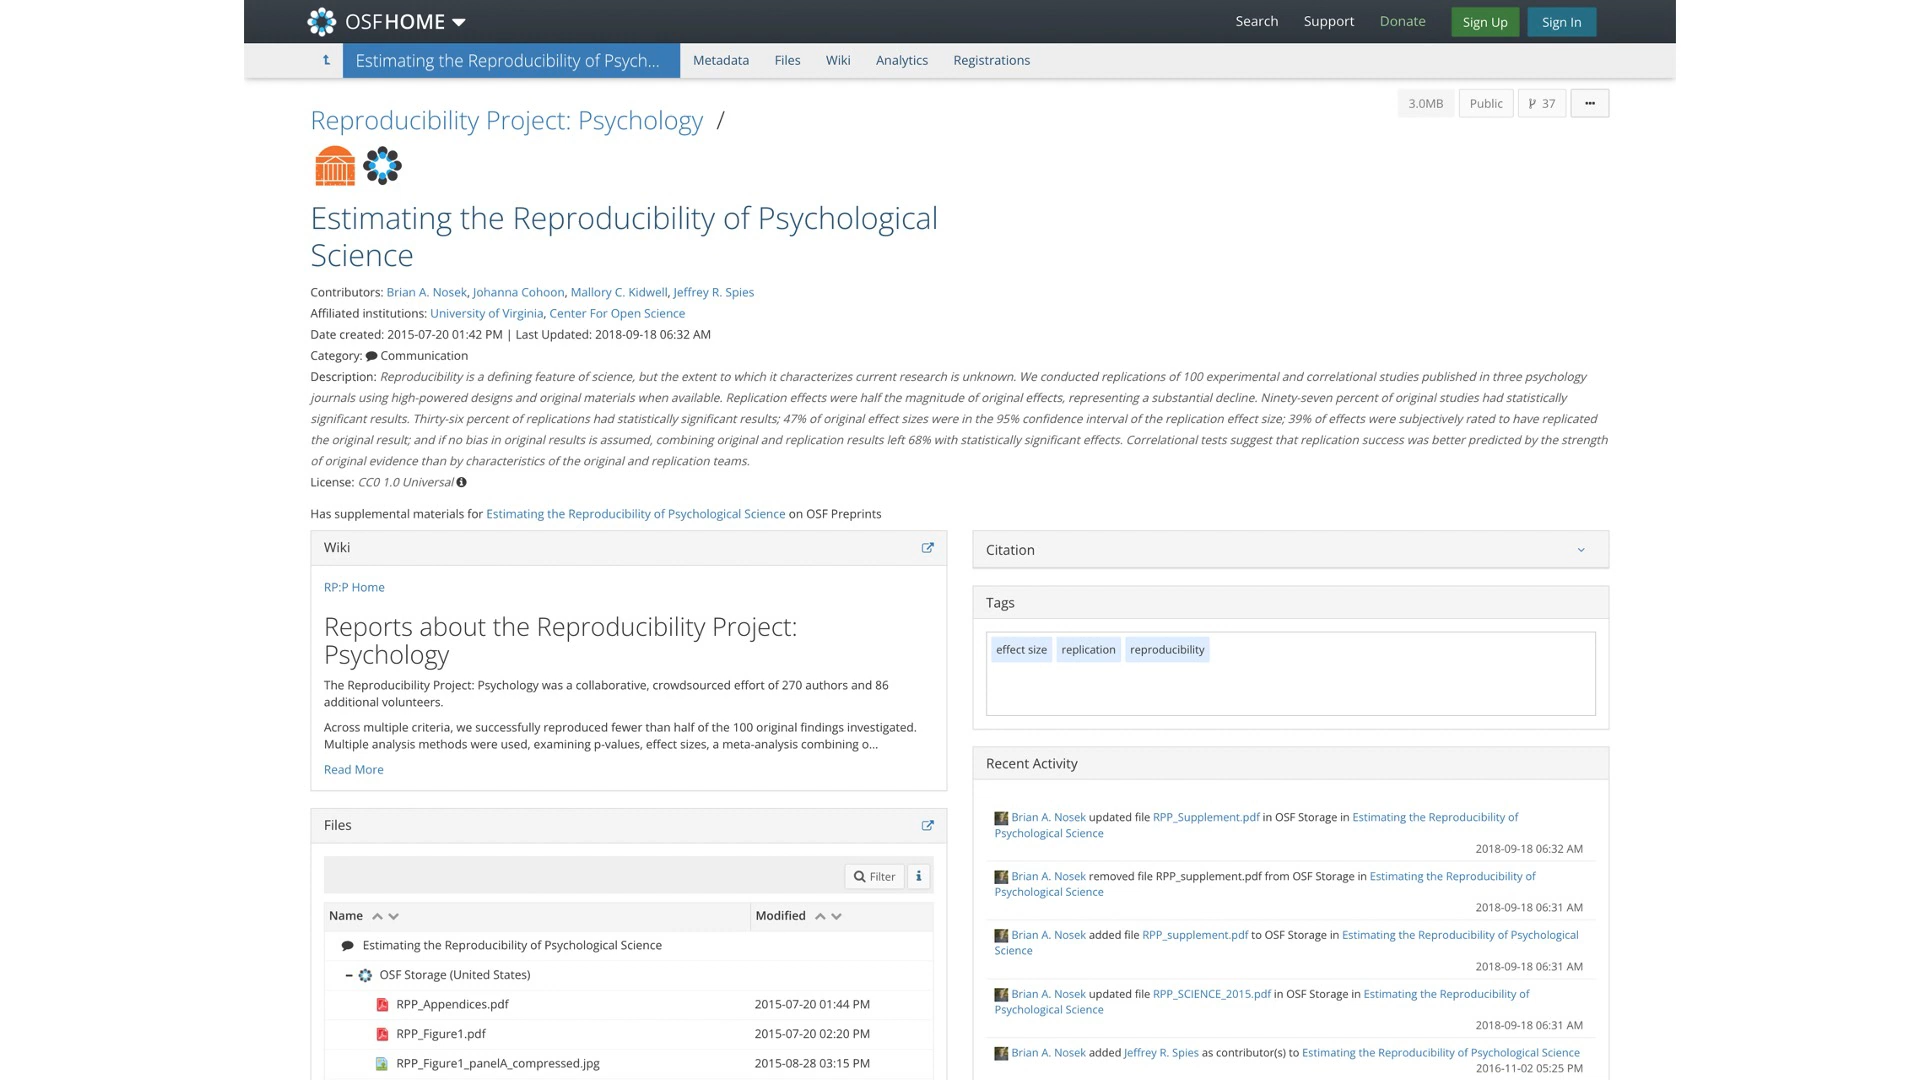 OSFHOME
Search Support Donate Sign Up Sign In
Estimating the Reproducibility of Psych... Metadata Files Wiki Analytics Registrations
3.0MB Public 37 ...
Reproducibility Project: Psychology /
Estimating the Reproducibility of Psychological
Science
Contributors: Brian A. Nosek, Johanna Cohoon, Mallory C. Kidwell, Jeffrey R. Spies
Affiliated institutions: University of Virginia, Center For Open Science
Date created: 2015-07-20 01:42 PM | Last Updated: 2018-09-18 06:32 AM
Category: Communication
Description: Reproducibility is a defining feature of science, but the extent to which it characterizes current research is unknown. We conducted replications of 100 experimental and correlational studies published in three psychology
journals using high-powered designs and original materials when available. Replication effects were half the magnitude of original effects, representing a substantial decline. Ninety-seven percent of original studies had statistically
significant results. Thirty-six percent of replications had statistically significant results; 47% of original effect sizes were in the 95% confidence interval of the replication effect size; 39% of effects were subjectively rated to have replicated
the original result; and if no bias in original results is assumed, combining original and replication results left 68% with statistically significant effects. Correlational tests suggest that replication success was better predicted by the strength
of original evidence than by characteristics of the original and replication teams.
License: CC0 1.0 Universal
Has supplemental materials for Estimating the Reproducibility of Psychological Science on OSF Preprints
Wiki
RP:P Home
Reports about the Reproducibility Project:
Psychology
The Reproducibility Project: Psychology was a collaborative, crowdsourced effort of 270 authors and 86
additional volunteers.
Across multiple criteria, we successfully reproduced fewer than half of the 100 original findings investigated.
Multiple analysis methods were used, examining p-values, effect sizes, a meta-analysis combining o...
Read More
Files
Filter
Name Modified
Estimating the Reproducibility of Psychological Science
OSF Storage (United States)
RPP_Appendices.pdf 2015-07-20 01:44 PM
RPP_Figure1.pdf 2015-07-20 02:20 PM
RPP_Figure1_panelA_compressed.jpg 2015-08-28 03:15 PM
Citation
Tags
effect size replication reproducibility
Recent Activity
Brian A. Nosek updated file RPP_Supplement.pdf in OSF Storage in Estimating the Reproducibility of
Psychological Science
2018-09-18 06:32 AM
Brian A. Nosek removed file RPP_supplement.pdf from OSF Storage in Estimating the Reproducibility of
Psychological Science
2018-09-18 06:31 AM
Brian A. Nosek added file RPP_supplement.pdf to OSF Storage in Estimating the Reproducibility of Psychological
Science
2018-09-18 06:31 AM
Brian A. Nosek updated file RPP_SCIENCE_2015.pdf in OSF Storage in Estimating the Reproducibility of
Psychological Science
2018-09-18 06:31 AM
Brian A. Nosek added Jeffrey R. Spies as contributor(s) to Estimating the Reproducibility of Psychological Science
2016-11-02 05:25 PM